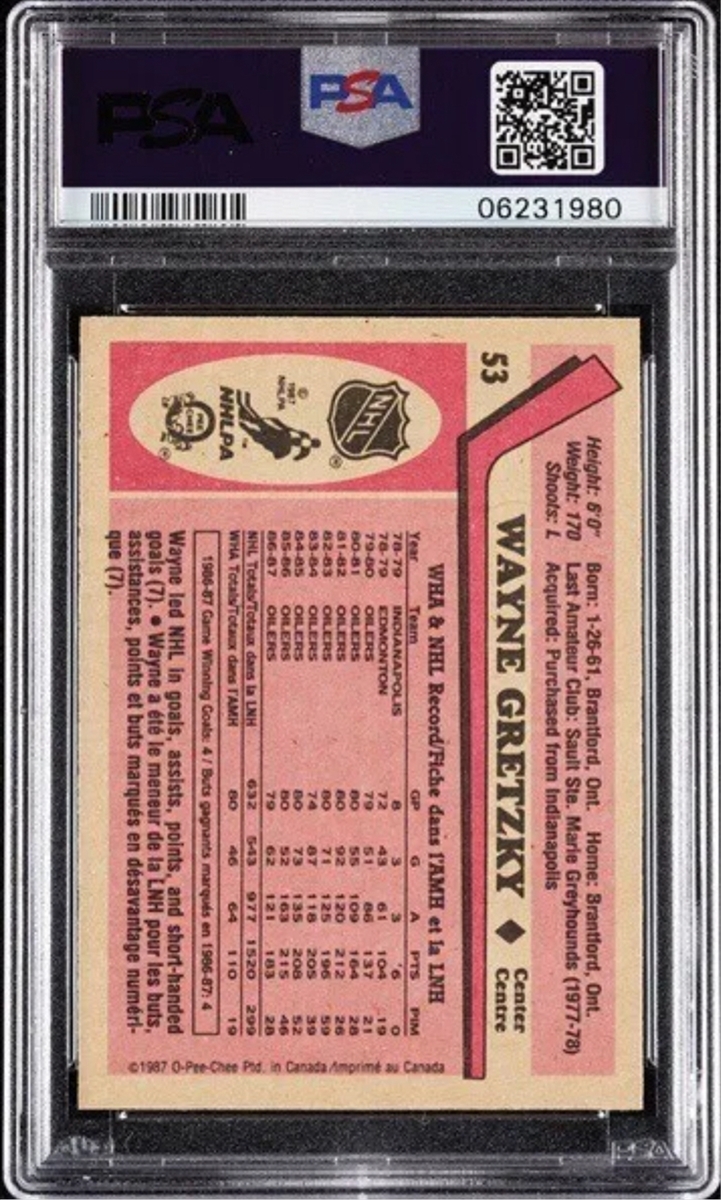 PSA
PSA
06231980
53
Height: 6'0" Born: 1-26-61, Brantford, Ont. Home: Brantford, Ont.
Weight: 170 Last Amateur Club: Sault Ste. Marie Greyhounds (1977-78)
Shoots: L Acquired: Purchased from Indianapolis
WAYNE GRETZKY ◆ Center
Centre
NHL
©
1987
NHLPA
NHLPA
TM
O PEE CHEE
®
WHA & NHL Record/Fiche dans l'AMH et la LNH
Year Team GP G A PTS PIM
78-79 INDIANAPOLIS 8 3 3 6 0
78-79 EDMONTON 72 43 61 104 19
79-80 OILERS 79 51 86 137 21
80-81 OILERS 80 55 109 164 28
81-82 OILERS 80 92 120 212 26
82-83 OILERS 80 71 125 196 59
83-84 OILERS 74 87 118 205 39
84-85 OILERS 80 73 135 208 52
85-86 OILERS 80 52 163 215 46
86-87 OILERS 79 62 121 183 28
NHL Totals/Totaux dans la LNH 632 543 977 1520 299
WHA Totals/Totaux dans l'AMH 80 46 64 110 19
1986-87 Game Winning Goals: 4 / Buts gagnants marqués en 1986-87: 4
Wayne led NHL in goals, assists, points, and short-handed
goals (7). ● Wayne a été le meneur de la LNH pour les buts,
assistances, points et buts marqués en désavantage numéri-
que (7).
©1987 O-Pee-Chee Ptd. in Canada/Imprimé au Canada
PSA